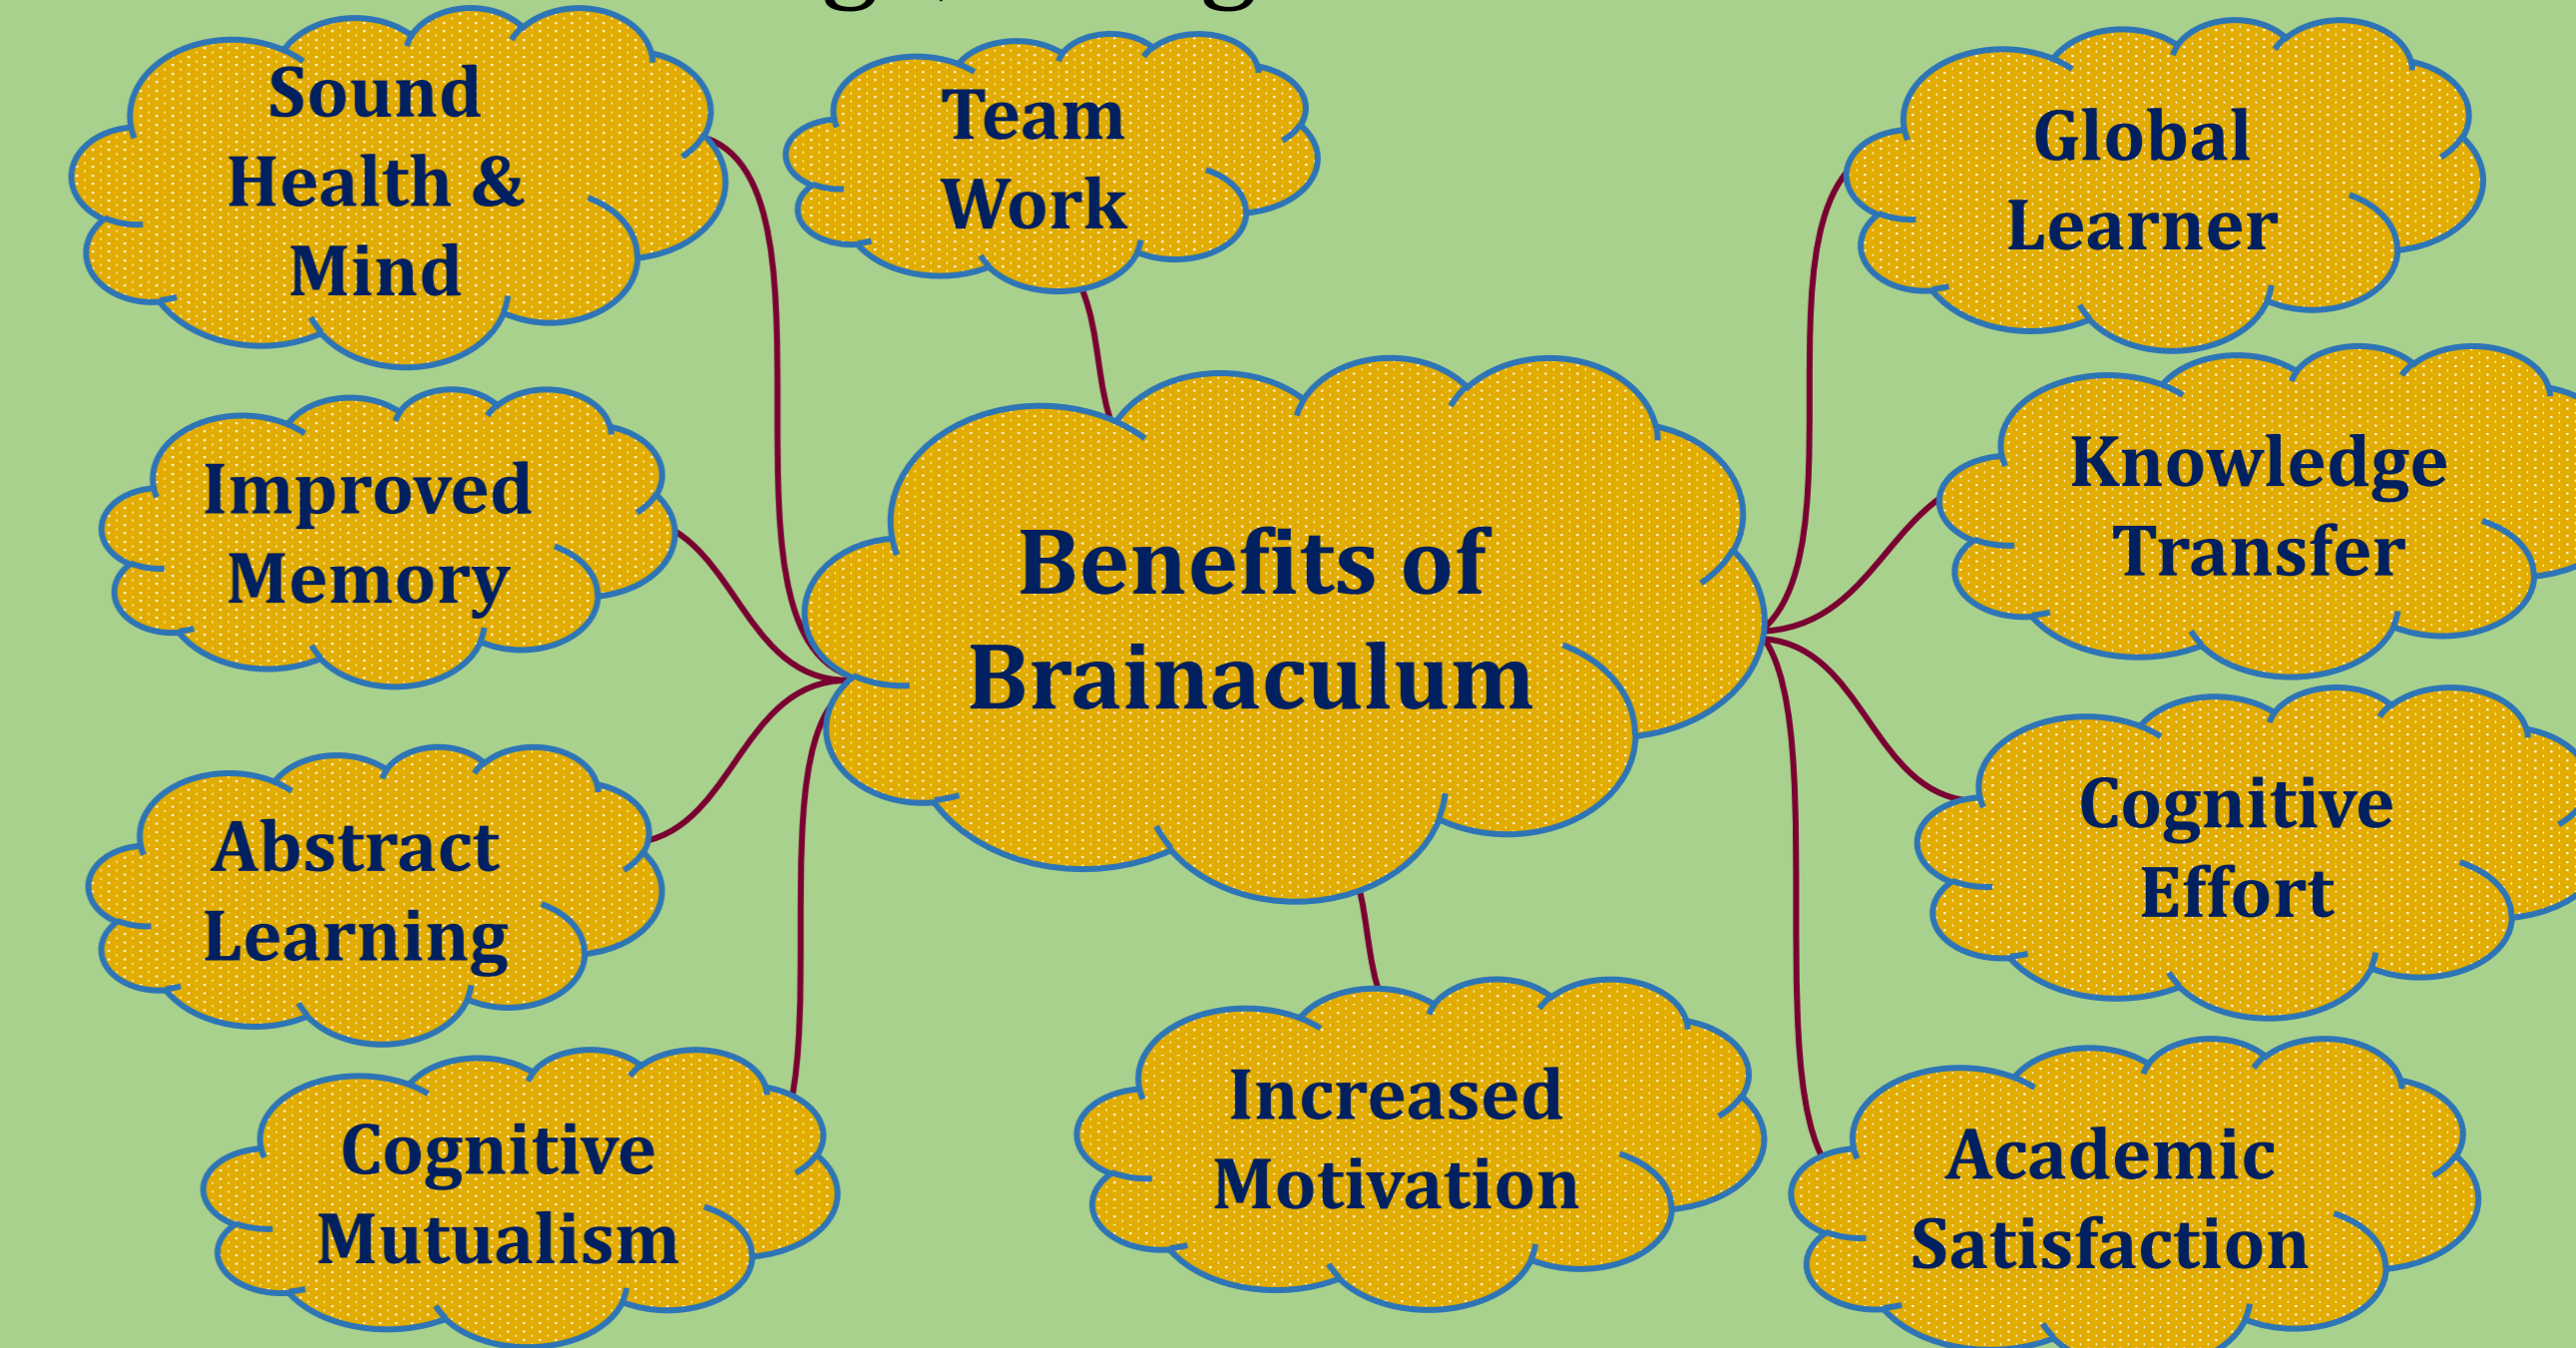 Sound
Health &
Mind
Team
Work
Global
Learner
Improved
Memory
Benefits of
Brainaculum
Knowledge
Transfer
Abstract
Learning
Cognitive
Effort
Cognitive
Mutualism
Increased
Motivation
Academic
Satisfaction